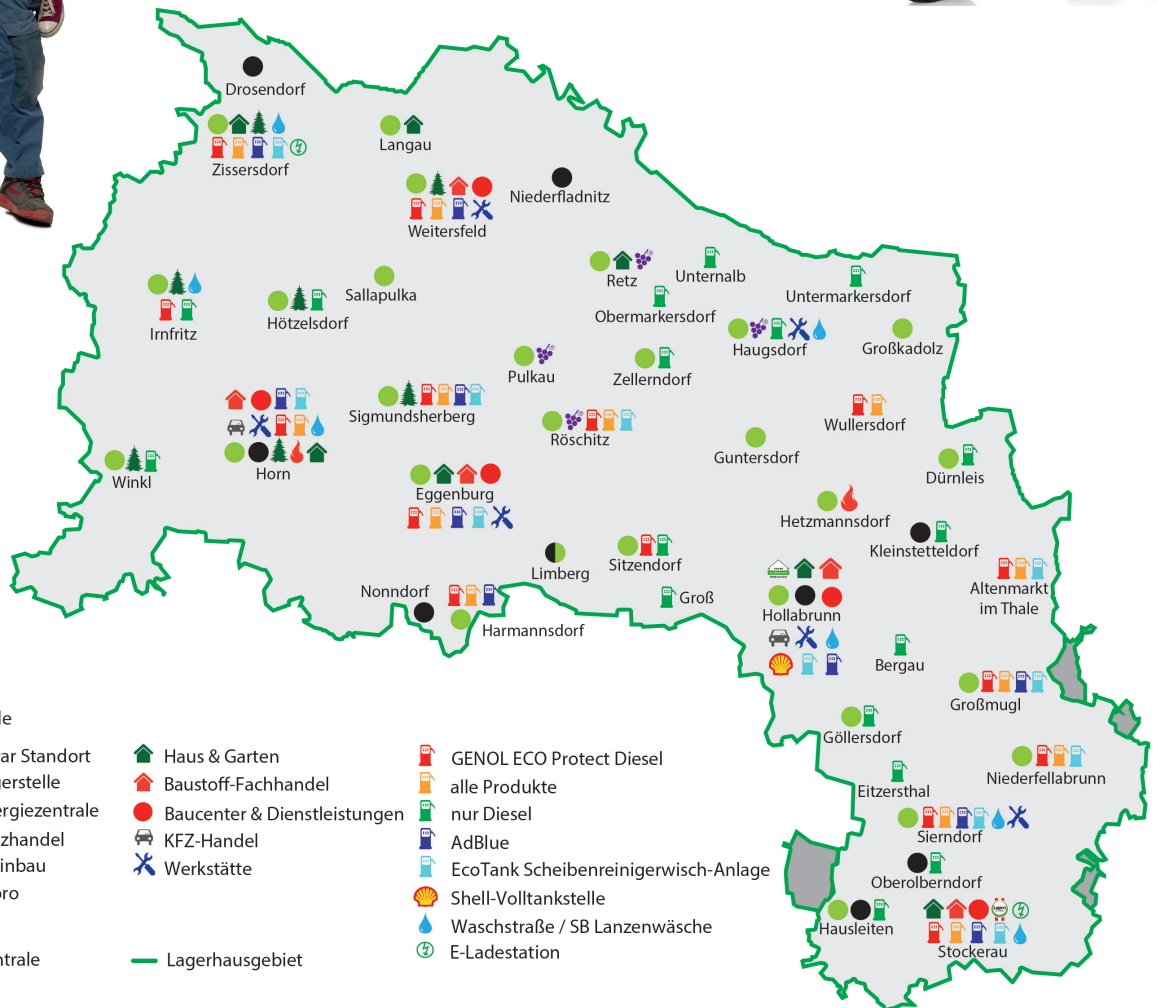 Drosendorf
Zissersdorf
Langau
Weitersfeld
Niederfladnitz
Retz
Unternalb
Obermarkersdorf
Untermarkersdorf
Irnfritz
Hötzelsdorf
Sallapulka
Haugsdorf
Großkadolz
Pulkau
Zellerndorf
Sigmundsherberg
Röschitz
Wullersdorf
Horn
Winkl
Guntersdorf
Dürnleis
Eggenburg
Hetzmannsdorf
Kleinstetteldorf
Limberg
Sitzendorf
Altenmarkt
im Thale
Nonndorf
Groß
Hollabrunn
Harmannsdorf
Bergau
Großmugl
Göllersdorf
Niederfellabrunn
Eitzersthal
Sierndorf
Oberolberndorf
Hausleiten
Stockerau
le
ar Standort
gerstelle
ergiezentrale
lzhandel
einbau
oro
ntrale
Haus & Garten
Baustoff-Fachhandel
Baucenter & Dienstleistungen
KFZ-Handel
Werkstätte
Lagerhausgebiet
GENOL ECO Protect Diesel
alle Produkte
nur Diesel
AdBlue
EcoTank Scheibenreinigerwisch-Anlage
Shell-Volltankstelle
Waschstraße / SB Lanzenwäsche
E-Ladestation